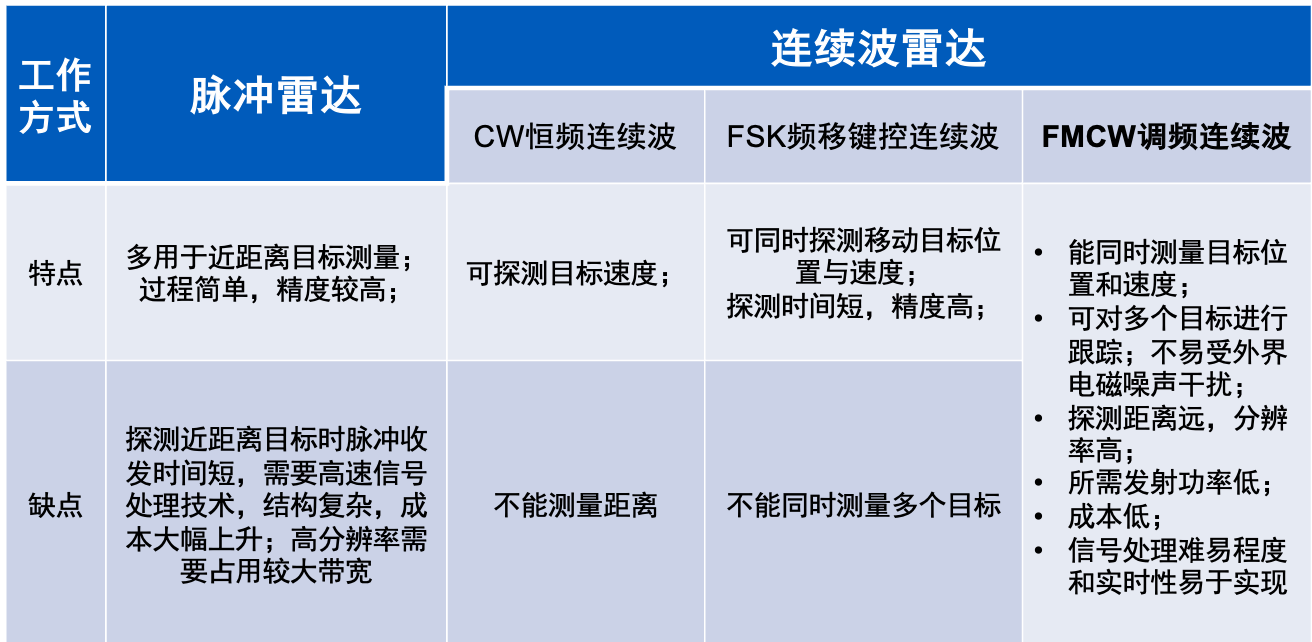 工作
方式
脉冲雷达
连续波雷达
CW恒频连续波
FSK频移键控连续波
FMCW调频连续波
特点
多用于近距离目标测量；
过程简单，精度较高；
可探测目标速度；
可同时探测移动目标位
置与速度；
探测时间短，精度高；
• 能同时测量目标位
置和速度；
• 可对多个目标进行
跟踪；不易受外界
电磁噪声干扰；
• 探测距离远，分辨
率高；
• 所需发射功率低；
• 成本低；
• 信号处理难易程度
和实时性易于实现
缺点
探测近距离目标时脉冲收
发时间短，需要高速信号
处理技术，结构复杂，成
本大幅上升；高分辨率需
要占用较大带宽
不能测量距离
不能同时测量多个目标